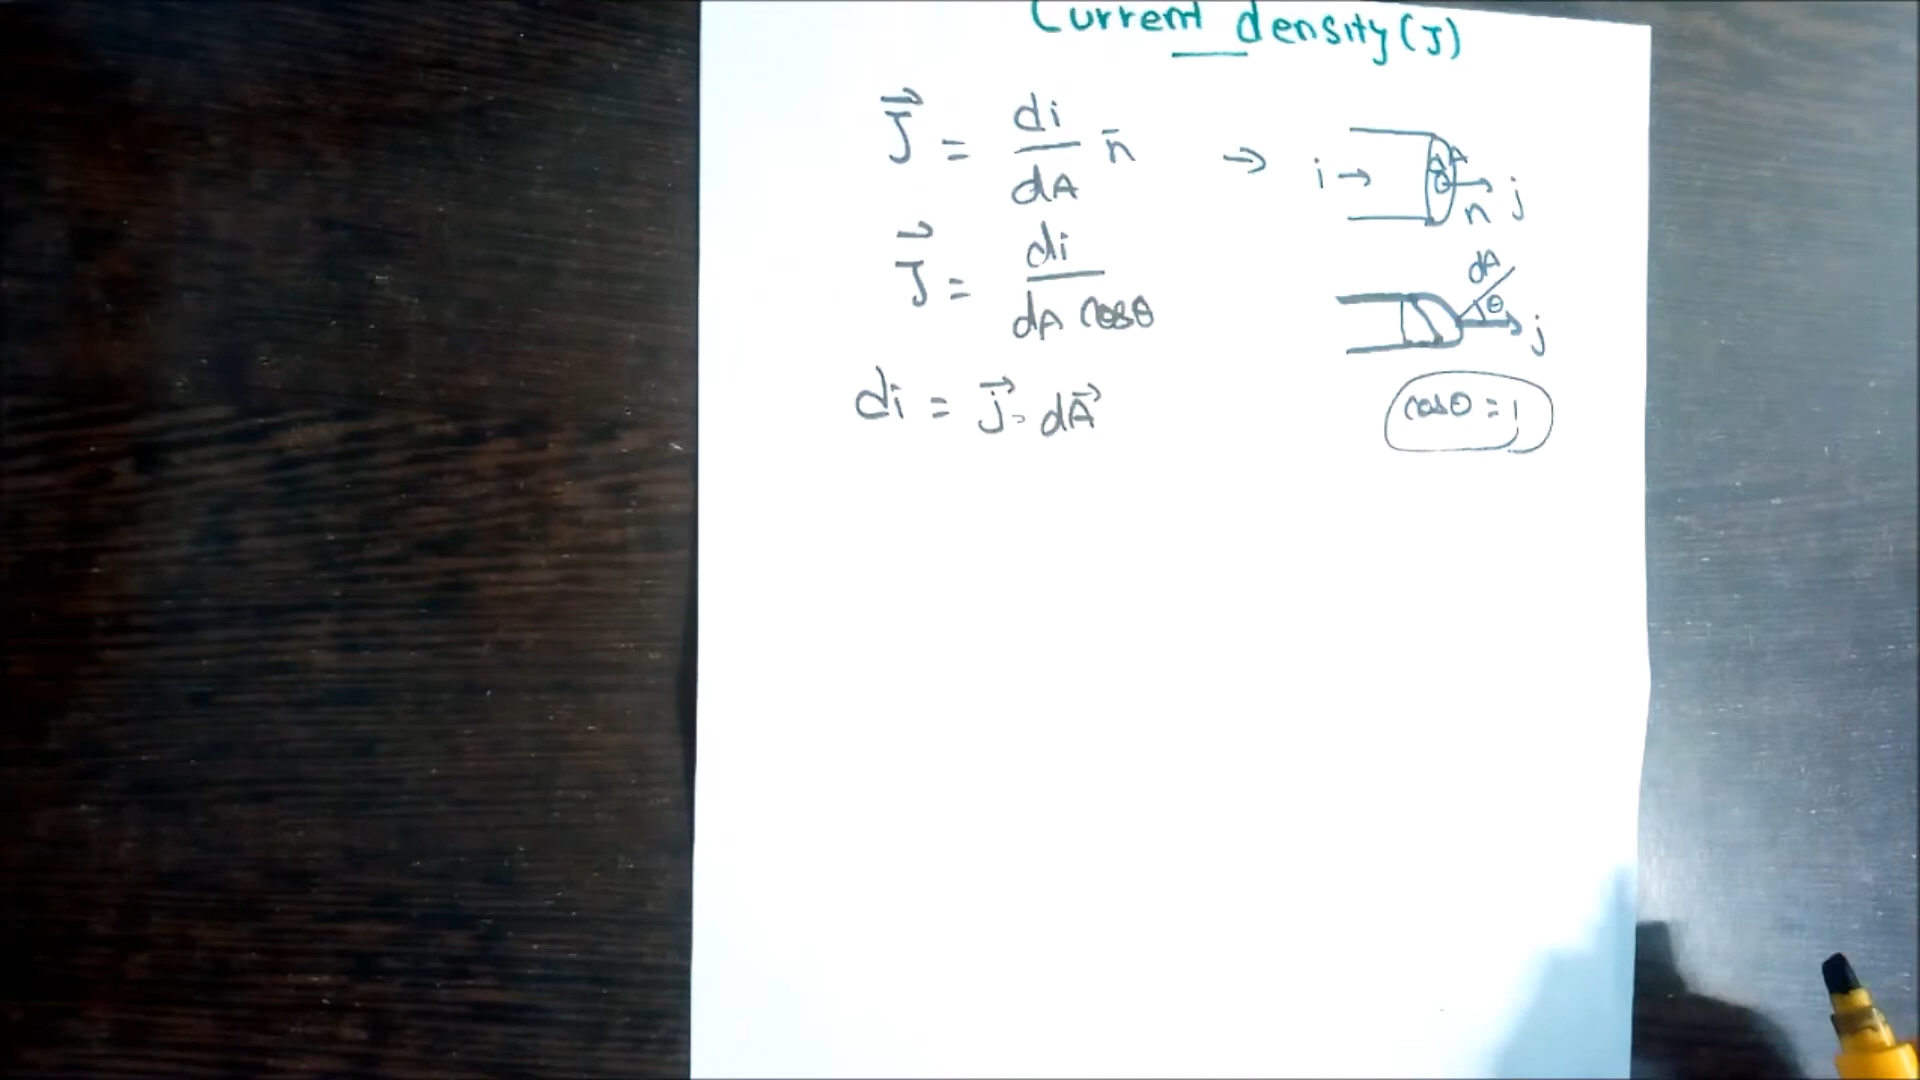 Current density (J)
J⃗ = di/dA n̄ → i → dA n j
J⃗ = di/dA cosθ dA θ j
di = j⃗ · dA⃗ cosθ = 1